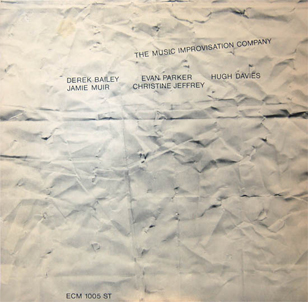 THE MUSIC IMPROVISATION COMPANY
DEREK BAILEY EVAN PARKER HUGH DAVIES
JAMIE MUIR CHRISTINE JEFFREY
ECM 1005 ST